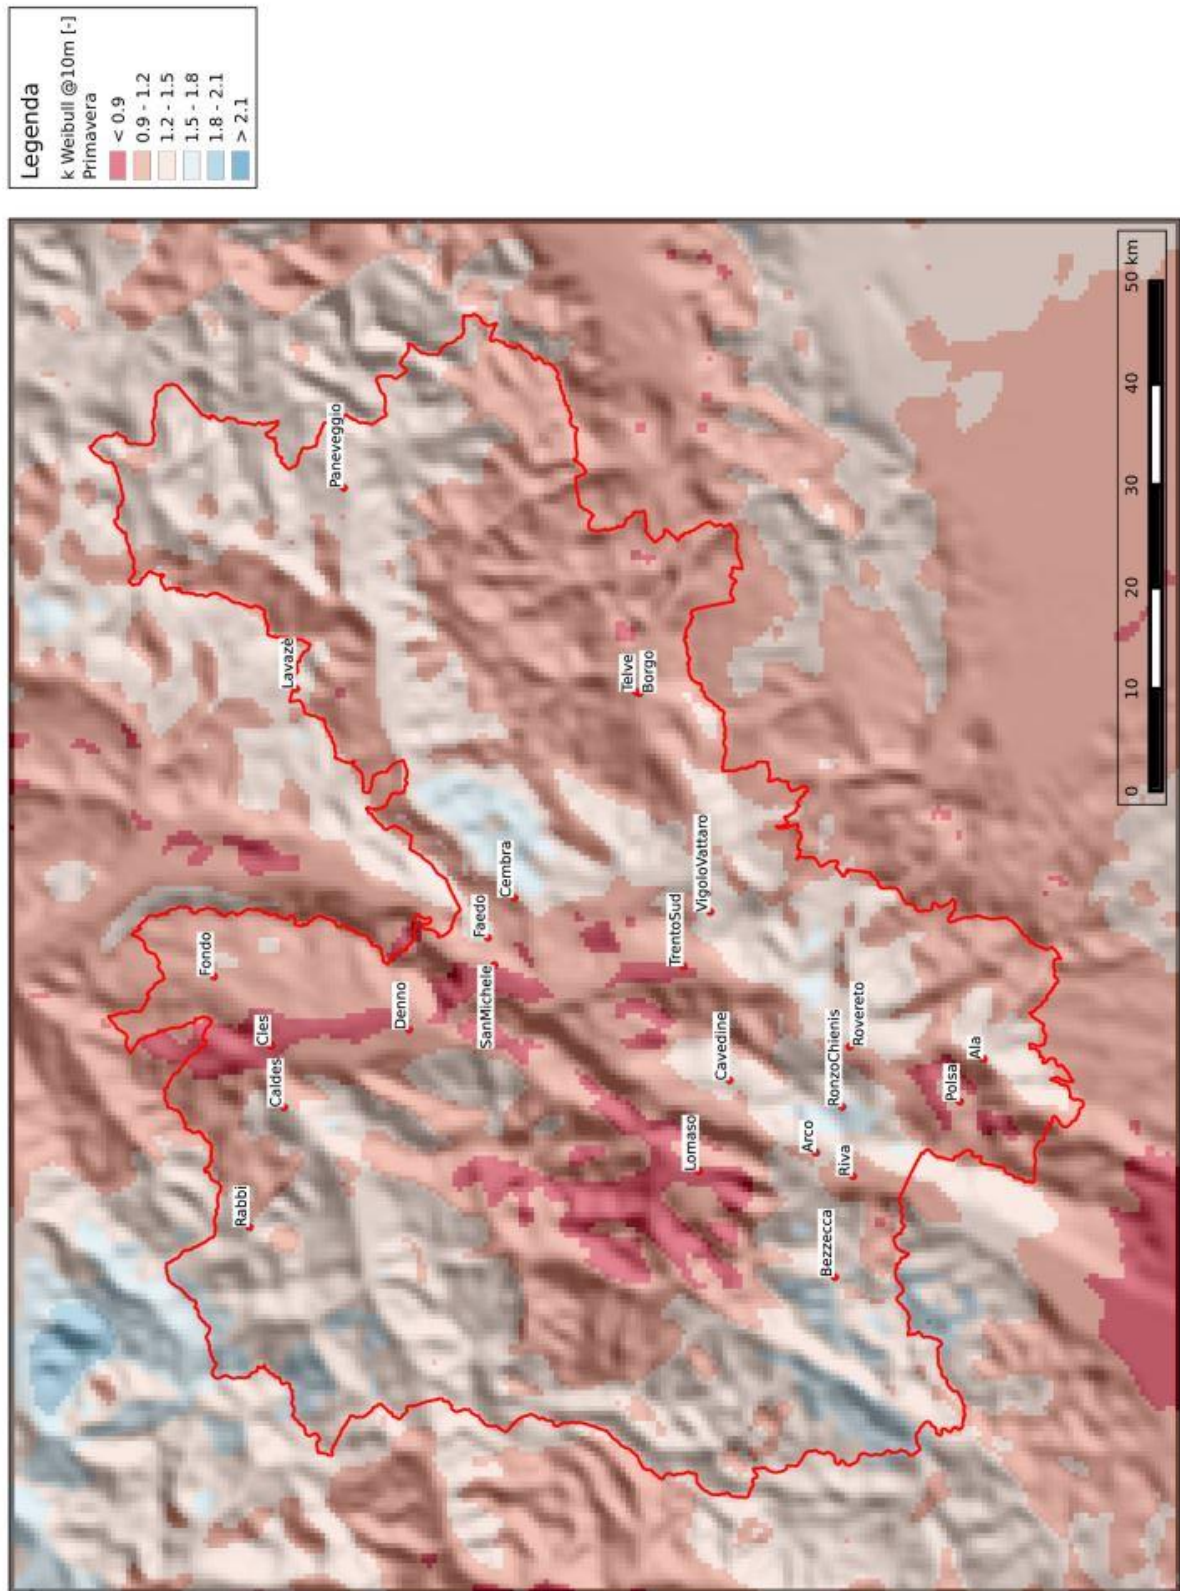 Legenda
k Weibull @10m [-]
Primavera
< 0.9
0.9 - 1.2
1.2 - 1.5
1.5 - 1.8
1.8 - 2.1
> 2.1
Rabbi
Caldes
Cles
Fondo
Lavazè
Paneveggio
Denno
SanMichele
Faedo
Cembra
Telve
Borgo
Lomaso
Cavedine
TrentoSud
VigoloVattaro
Bezzecca
Riva
Arco
RonzoChienis
Rovereto
Polsa
Ala
0 10 20 30 40 50 km